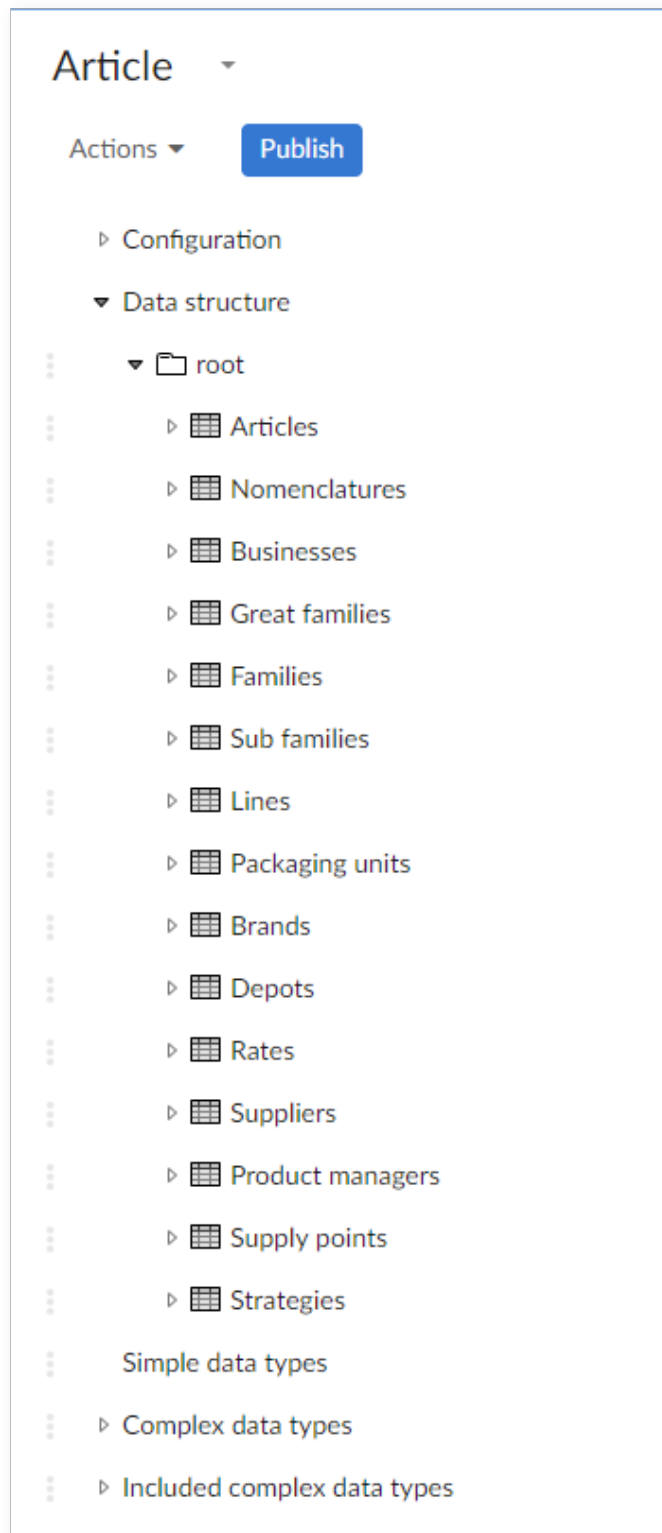 Article
Actions Publish
Configuration
Data structure
root
Articles
Nomenclatures
Businesses
Great families
Families
Sub families
Lines
Packaging units
Brands
Depots
Rates
Suppliers
Product managers
Supply points
Strategies
Simple data types
Complex data types
Included complex data types